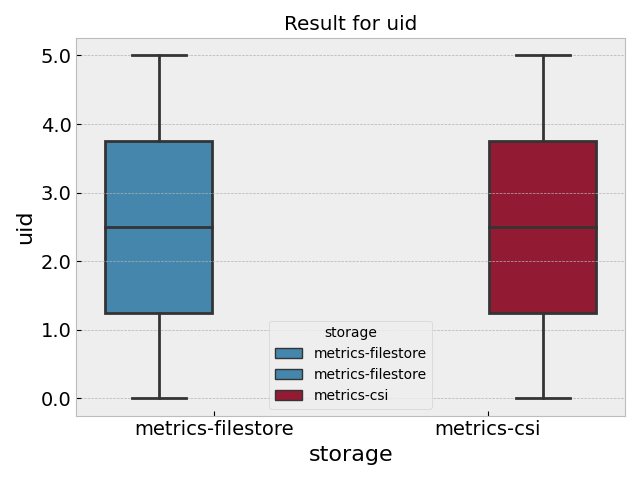 Result for uid
uid
5.0
4.0
3.0
2.0
1.0
0.0
storage
metrics-filestore
metrics-filestore
metrics-csi
metrics-filestore
metrics-csi
storage